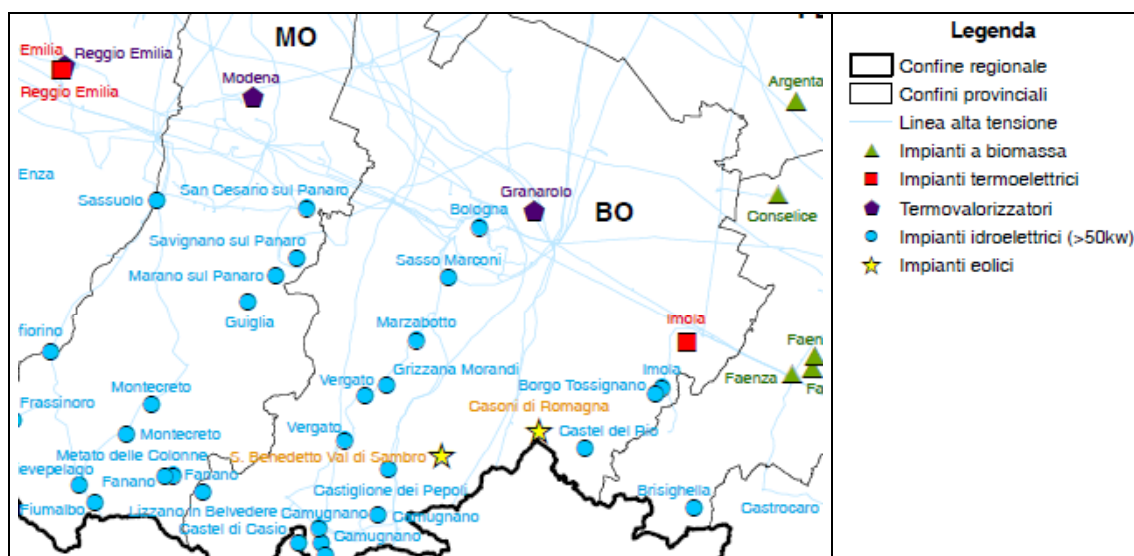 MO
Emilia
Reggio Emilia
Reggio Emilia
Modena
Argenta
Enza
Sassuolo
San Cesario sul Panaro
Granarolo
Bologna
BO
Conselice
Savignano sul Panaro
Sasso Marconi
Marano sul Panaro
Guiglia
Marzabotto
Imola
fiorino
Faen
Grizzana Morandi
Vergato
Borgo Tossignano
Imola
Faenza
Fa
Montecreto
Frassinoro
Casoni di Romagna
Vergato
Castel del Rio
Montecreto
Metato delle Colonne
S. Benedetto Val di Sambro
evepelago
Fanano
Fanano
Castiglione dei Pepoli
Brisighella
Fiumalbo
Lizzano in Belvedere
Camugnano
Camugnano
Castrocaro
Castel di Casio
Camugnano
Legenda
Confine regionale
Confini provinciali
Linea alta tensione
Impianti a biomassa
Impianti termoelettrici
Termovalorizzatori
Impianti idroelettrici (>50kw)
Impianti eolici